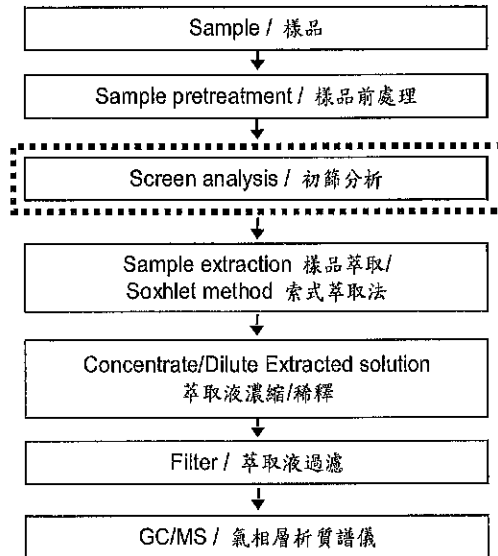 Sample / 樣品
Sample pretreatment / 樣品前處理
Screen analysis / 初篩分析
Sample extraction 樣品萃取/
Soxhlet method 索式萃取法
Concentrate/Dilute Extracted solution
萃取液濃縮/稀釋
Filter / 萃取液過濾
GC/MS / 氣相層析質譜儀